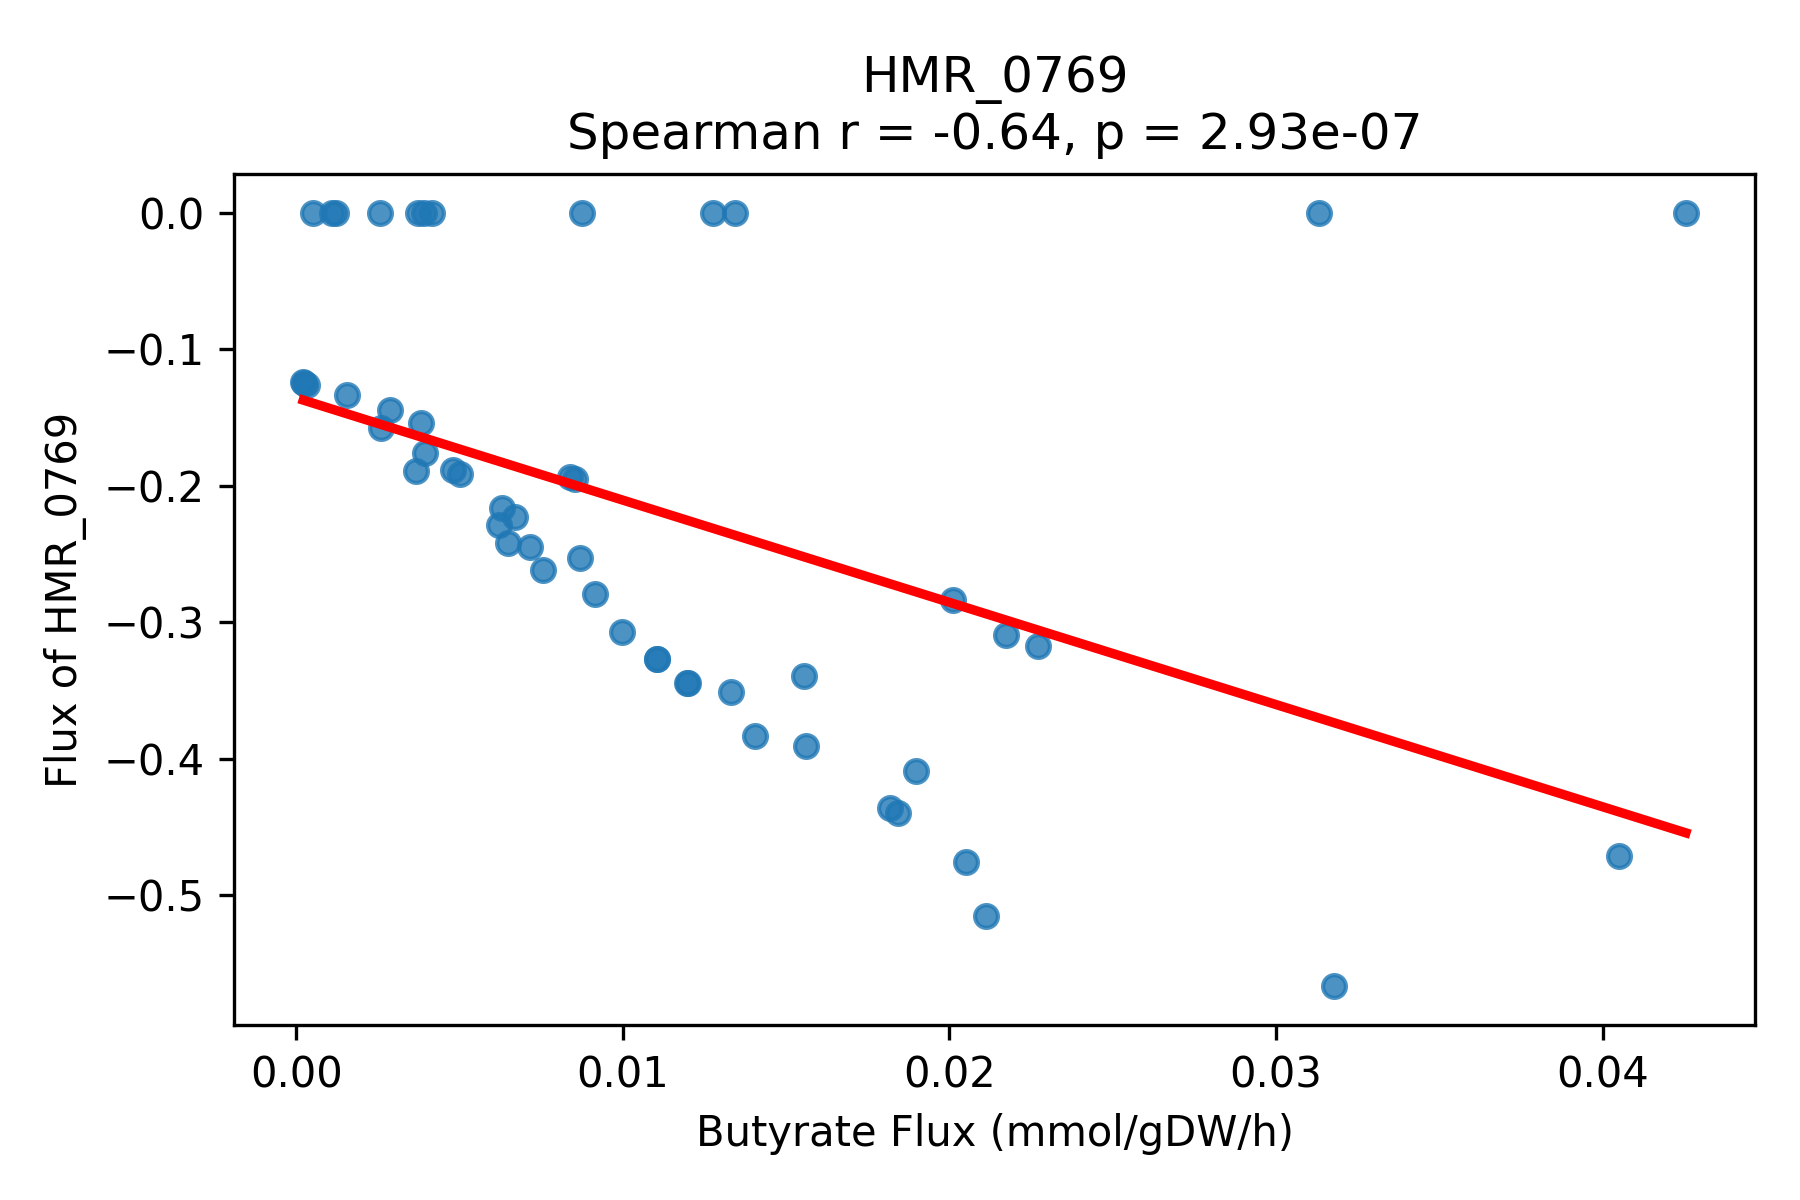 HMR_0769
Spearman r = -0.64, p = 2.93e-07
0.0
−0.1
−0.2
−0.3
−0.4
−0.5
Flux of HMR_0769
0.00 0.01 0.02 0.03 0.04
Butyrate Flux (mmol/gDW/h)